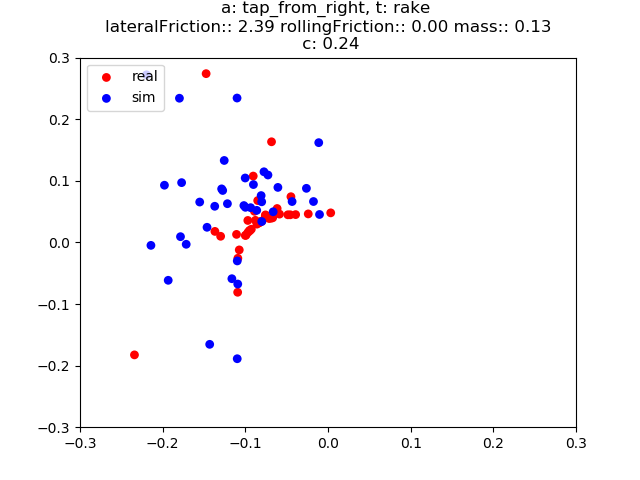 a: tap_from_right, t: rake
lateralFriction:: 2.39 rollingFriction:: 0.00 mass:: 0.13
c: 0.24
0.3
0.2
0.1
0.0
−0.1
−0.2
−0.3
real
sim
−0.3
−0.2
−0.1
0.0
0.1
0.2
0.3